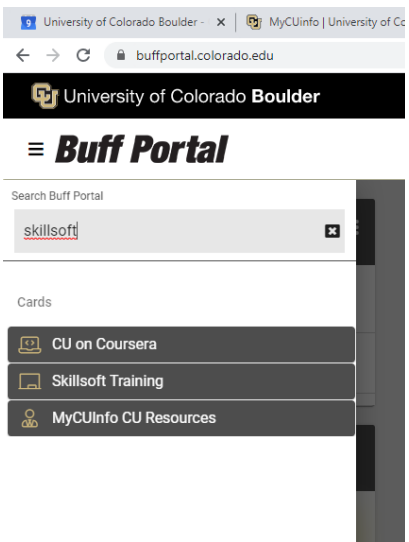 University of Colorado Boulder -
MyCUinfo | University of Co
buffportal.colorado.edu
University of Colorado Boulder
Buff Portal
Search Buff Portal
skillsoft
Cards
CU on Coursera
Skillsoft Training
MyCUInfo CU Resources